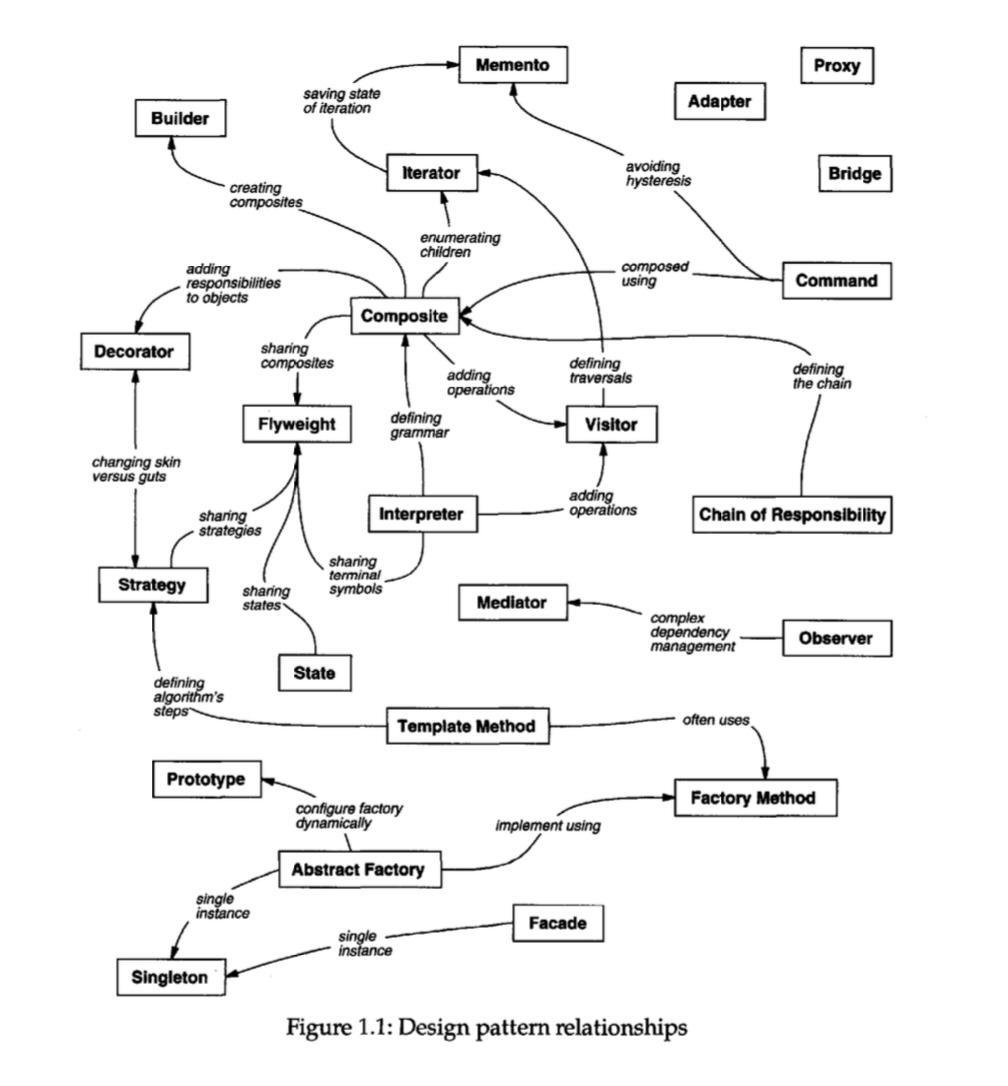 Memento
Proxy
saving state
of iteration
Adapter
Builder
avoiding
hysteresis
Iterator
Bridge
creating
composites
enumerating
children
adding
responsibilities
to objects
composed
using
Command
Composite
Decorator
sharing
composites
adding
operations
defining
traversals
defining
the chain
Flyweight
defining
grammar
Visitor
changing skin
versus guts
sharing
strategies
Interpreter
adding
operations
Chain of Responsibility
Strategy
sharing
states
sharing
terminal
symbols
Mediator
complex
dependency
management
Observer
State
defining
algorithm's
steps
Template Method
often uses
Prototype
configure factory
dynamically
implement using
Factory Method
Abstract Factory
single
instance
Facade
single
instance
Singleton
Figure 1.1: Design pattern relationships